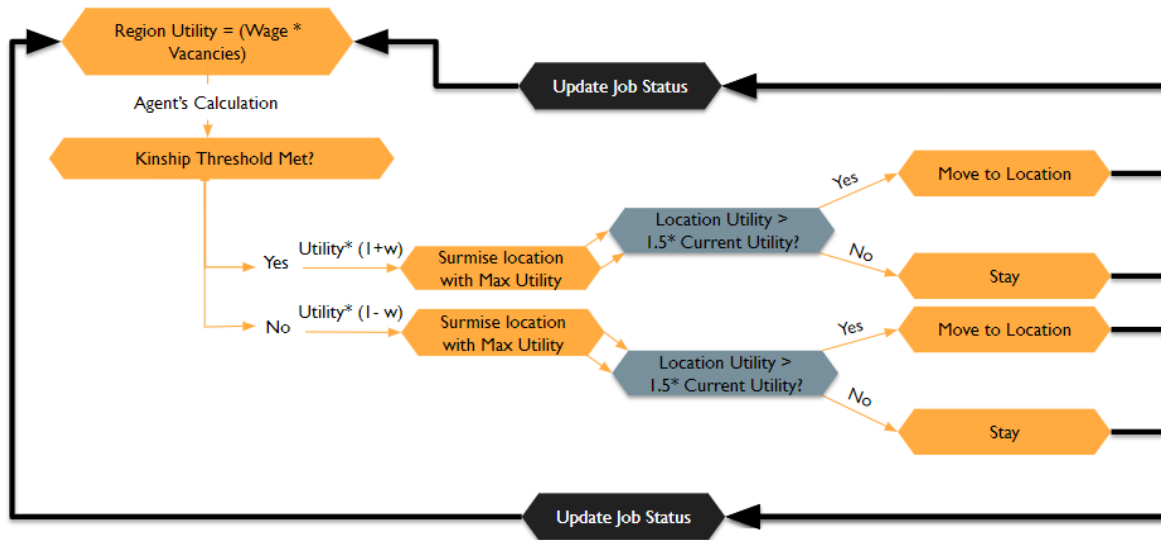 Region Utility = (Wage *
Vacancies)
Update Job Status
Agent's Calculation
Kinship Threshold Met?
Yes
Utility* (1+w)
Surmise location
with Max Utility
Location Utility >
1.5* Current Utility?
Yes
Move to Location
No
Stay
No
Utility* (1- w)
Surmise location
with Max Utility
Location Utility >
1.5* Current Utility?
Yes
Move to Location
No
Stay
Update Job Status